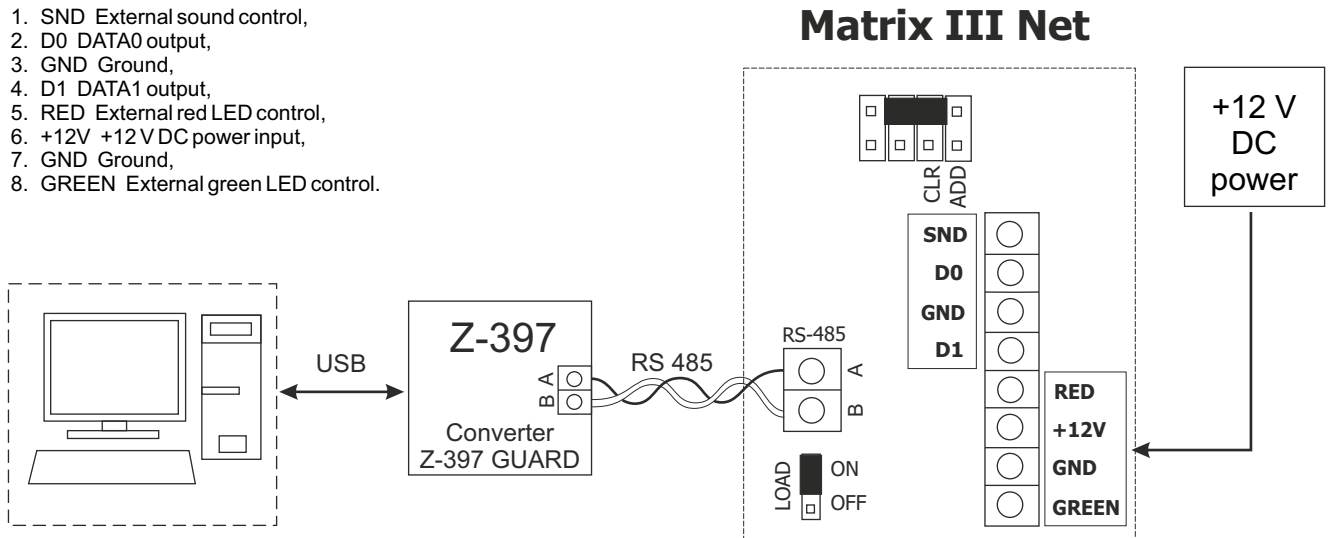 1. SND External sound control,
2. D0 DATA0 output,
3. GND Ground,
4. D1 DATA1 output,
5. RED External red LED control,
6. +12V +12 V DC power input,
7. GND Ground,
8. GREEN External green LED control.
Matrix III Net
+12 V
DC
power
CLR
ADD
SND
D0
GND
D1
RED
+12V
GND
GREEN
USB
Z-397
A
B
Converter
Z-397 GUARD
RS 485
RS-485
A
B
LOAD
ON
OFF